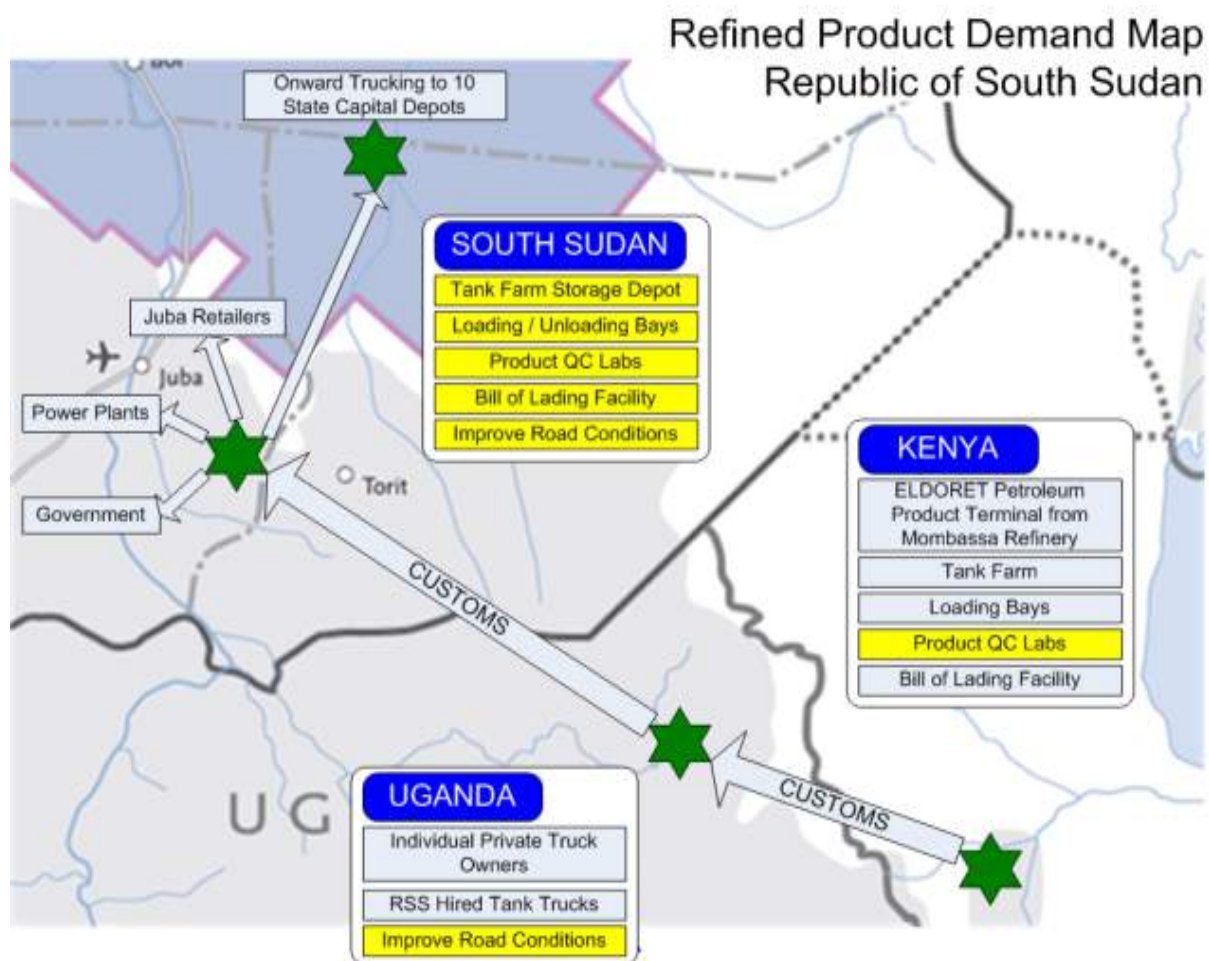 Refined Product Demand Map
Republic of South Sudan
Onward Trucking to 10
State Capital Depots
SOUTH SUDAN
Tank Farm Storage Depot
Loading / Unloading Bays
Product QC Labs
Bill of Lading Facility
Improve Road Conditions
Juba Retailers
Juba
Power Plants
Government
Torit
CUSTOMS
KENYA
ELDORET Petroleum
Product Terminal from
Mombassa Refinery
Tank Farm
Loading Bays
Product QC Labs
Bill of Lading Facility
CUSTOMS
U G
UGANDA
Individual Private Truck
Owners
RSS Hired Tank Trucks
Improve Road Conditions